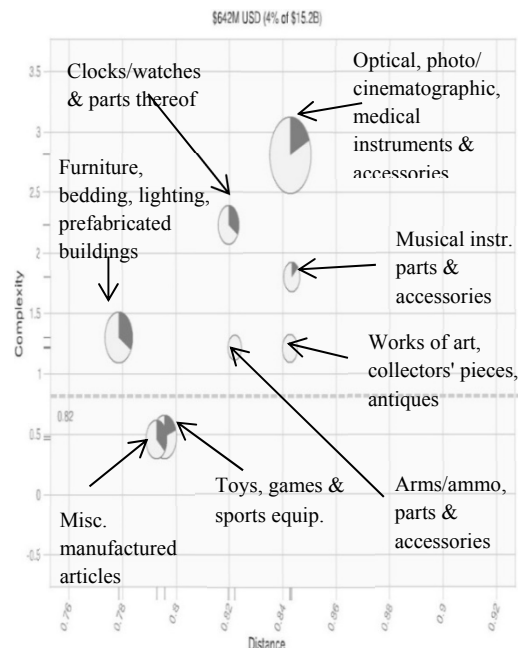 $642M USD (4% of $15.2B)
Clocks/watches
& parts thereof
Optical, photo/
cinematographic,
medical
instruments &
accessories
Furniture,
bedding, lighting,
prefabricated
buildings
Musical instr.
parts &
accessories
Works of art,
collectors' pieces,
antiques
Toys, games &
sports equip.
Arms/ammo,
parts &
accessories
Misc.
manufactured
articles
Complexity
3.5
3
2.5
2
1.5
1
0.82
0.5
0
-0.5
0.76
0.78
0.8
0.82
0.84
0.86
0.88
0.9
0.92
Distance